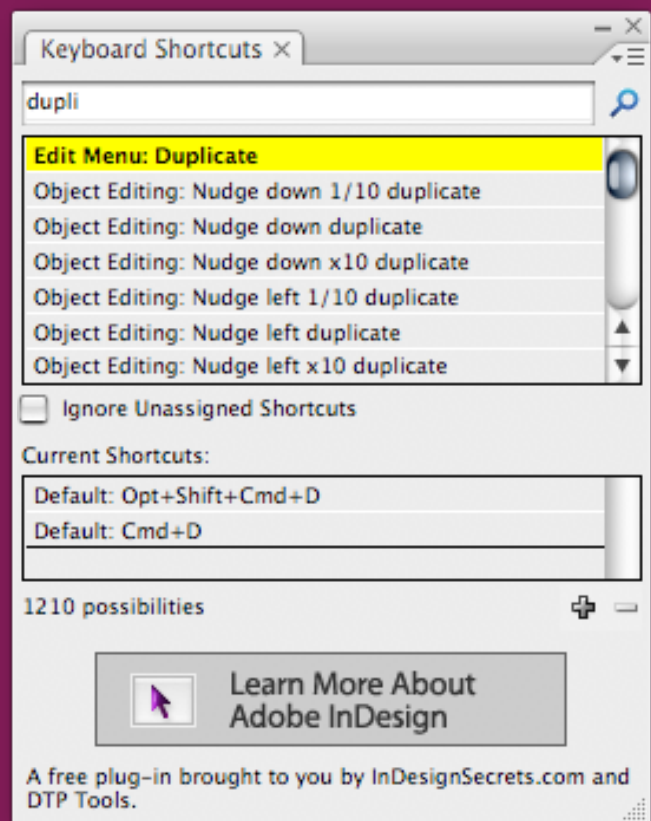 Keyboard Shortcuts
dupli
Edit Menu: Duplicate
Object Editing: Nudge down 1/10 duplicate
Object Editing: Nudge down duplicate
Object Editing: Nudge down x10 duplicate
Object Editing: Nudge left 1/10 duplicate
Object Editing: Nudge left duplicate
Object Editing: Nudge left x10 duplicate
Ignore Unassigned Shortcuts
Current Shortcuts:
Default: Opt+Shift+Cmd+D
Default: Cmd+D
1210 possibilities
Learn More About
Adobe InDesign
A free plug-in brought to you by InDesignSecrets.com and
DTP Tools.